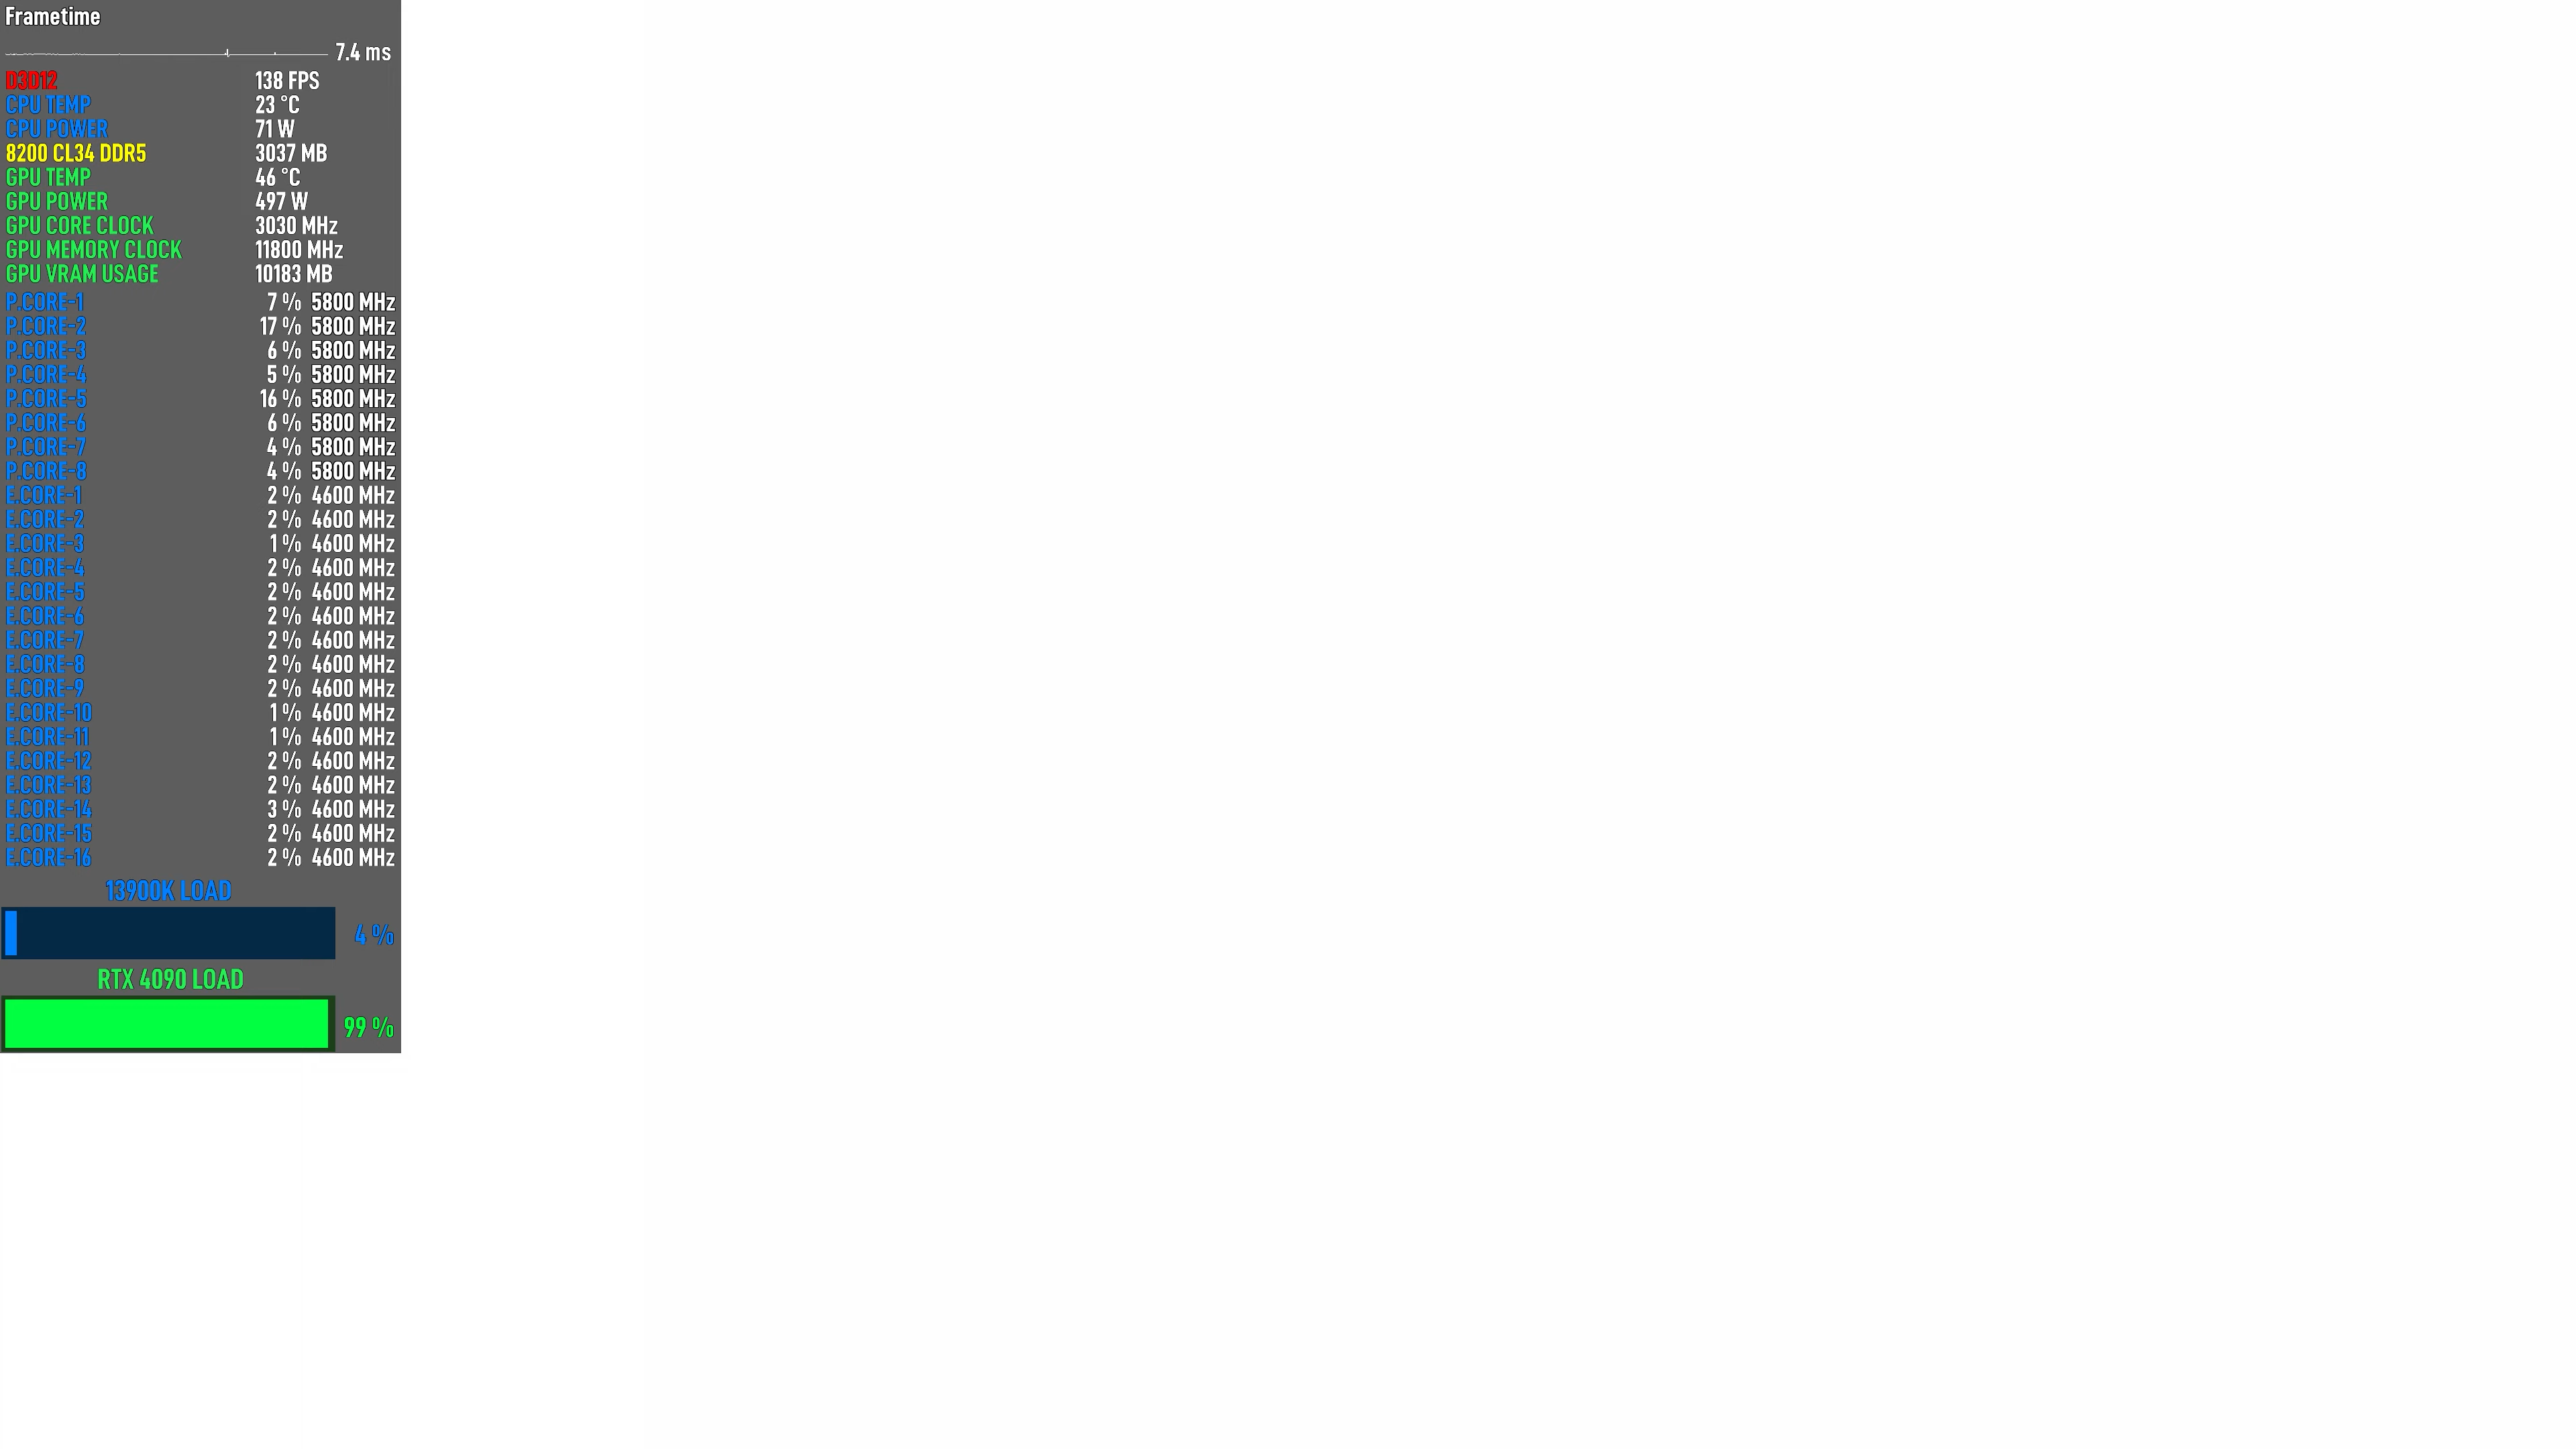 Frametime
7.4 ms
D3D12 138 FPS
CPU TEMP 23 °C
CPU POWER 71 W
8200 CL34 DDR5 3037 MB
GPU TEMP 46 °C
GPU POWER 497 W
GPU CORE CLOCK 3030 MHz
GPU MEMORY CLOCK 11800 MHz
GPU VRAM USAGE 10183 MB
P.CORE-1 7 % 5800 MHz
P.CORE-2 17 % 5800 MHz
P.CORE-3 6 % 5800 MHz
P.CORE-4 5 % 5800 MHz
P.CORE-5 16 % 5800 MHz
P.CORE-6 6 % 5800 MHz
P.CORE-7 4 % 5800 MHz
P.CORE-8 4 % 5800 MHz
E.CORE-1 2 % 4600 MHz
E.CORE-2 2 % 4600 MHz
E.CORE-3 1 % 4600 MHz
E.CORE-4 2 % 4600 MHz
E.CORE-5 2 % 4600 MHz
E.CORE-6 2 % 4600 MHz
E.CORE-7 2 % 4600 MHz
E.CORE-8 2 % 4600 MHz
E.CORE-9 2 % 4600 MHz
E.CORE-10 1 % 4600 MHz
E.CORE-11 1 % 4600 MHz
E.CORE-12 2 % 4600 MHz
E.CORE-13 2 % 4600 MHz
E.CORE-14 3 % 4600 MHz
E.CORE-15 2 % 4600 MHz
E.CORE-16 2 % 4600 MHz
13900K LOAD
4 %
RTX 4090 LOAD
99 %